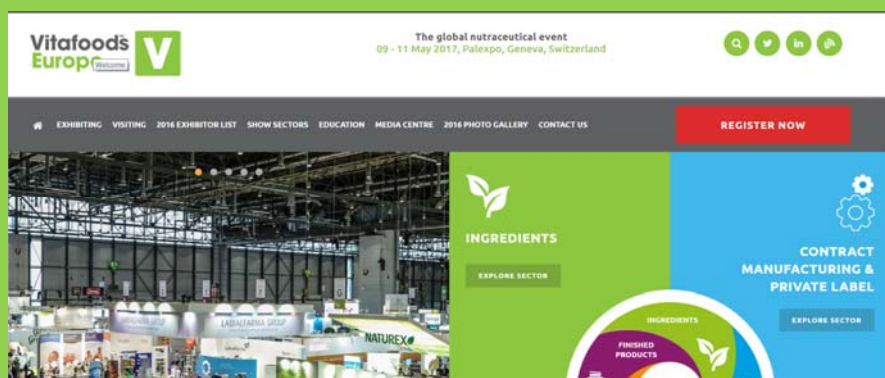 Vitafoods
Europe
Welcome
V
The global nutraceutical event
09 - 11 May 2017, Palexpo, Geneva, Switzerland
EXHIBITING VISITING 2016 EXHIBITOR LIST SHOW SECTORS EDUCATION MEDIA CENTRE 2016 PHOTO GALLERY CONTACT US
REGISTER NOW
INGREDIENTS
EXPLORE SECTOR
CONTRACT
MANUFACTURING &
PRIVATE LABEL
EXPLORE SECTOR
LABIALFARMA GROUP
NATUREX
INGREDIENTS
FINISHED
PRODUCTS